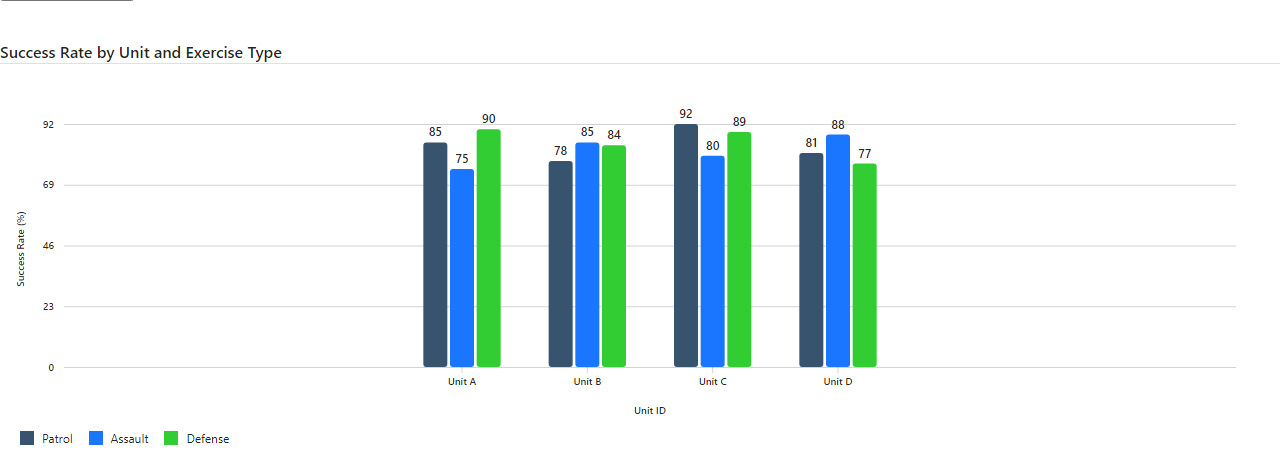 Success Rate by Unit and Exercise Type
92
69
46
23
0
Success Rate (%)
85 75 90
78 85 84
92 80 89
81 88 77
Unit A Unit B Unit C Unit D
Unit ID
Patrol Assault Defense